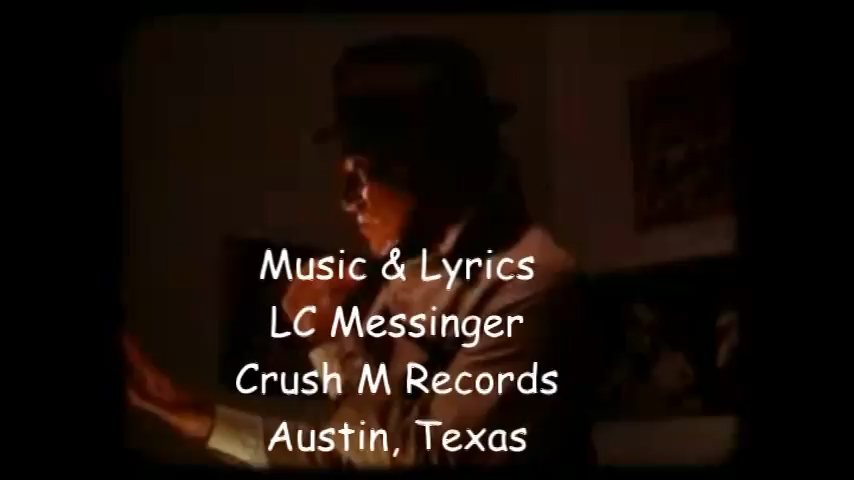 Music & Lyrics
LC Messinger
Crush M Records
Austin, Texas